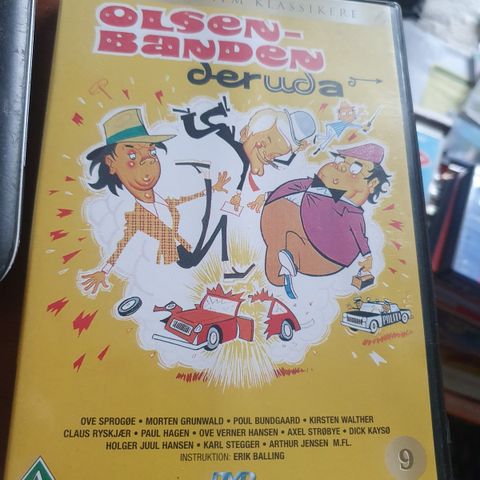 KLASSIKERE
OLSEN-
BANDEN
deruda
POLITI
OVE SPROGØE • MORTEN GRUNWALD • POUL BUNDGAARD • KIRSTEN WALTHER
CLAUS RYSKJÆR • PAUL HAGEN • OVE VERNER HANSEN • AXEL STRØBYE • DICK KAYSØ
HOLGER JUUL HANSEN • KARL STEGGER • ARTHUR JENSEN M.FL.
INSTRUKTION: ERIK BALLING
A
9